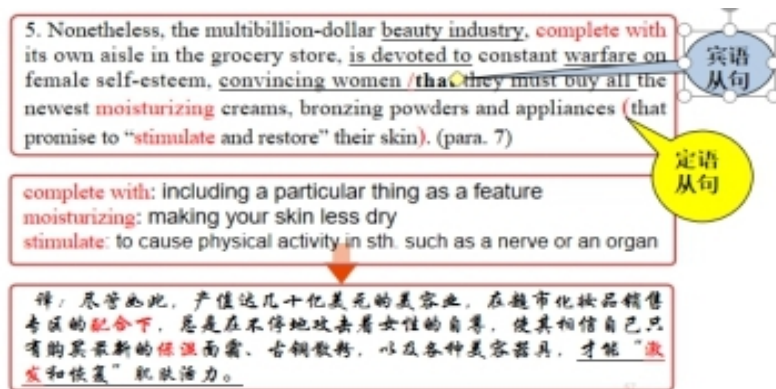 5. Nonetheless, the multibillion-dollar beauty industry, complete with
its own aisle in the grocery store, is devoted to constant warfare on
female self-esteem, convincing women /that they must buy all the
newest moisturizing creams, bronzing powders and appliances (that
promise to “stimulate and restore” their skin). (para. 7)
宾语
从句
定语
从句
complete with: including a particular thing as a feature
moisturizing: making your skin less dry
stimulate: to cause physical activity in sth. such as a nerve or an organ
译：尽管如此，产值达几十亿美元的美容业，在超市化妆品销售
专区的配合下，总是在不停地攻击着女性的自尊，使其相信自己只
有购买最新的保湿面霜、古铜散粉，以及各种美容器具，才能“激
发和恢复”肌肤活力。